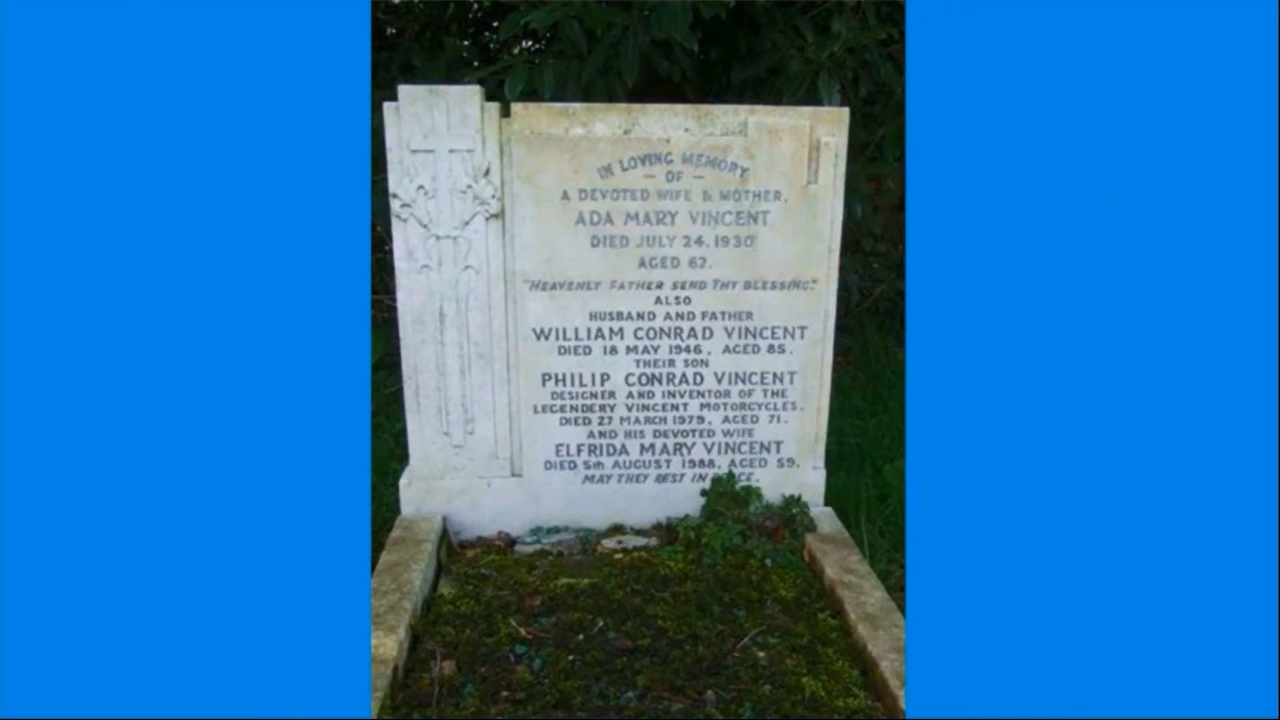 IN LOVING MEMORY
– OF –
A DEVOTED WIFE & MOTHER,
ADA MARY VINCENT
DIED JULY 24. 1930
AGED 62.
"HEAVENLY FATHER SEND THY BLESSING."
ALSO
HUSBAND AND FATHER
WILLIAM CONRAD VINCENT
DIED 18 MAY 1946, AGED 85.
THEIR SON
PHILIP CONRAD VINCENT
DESIGNER AND INVENTOR OF THE
LEGENDERY VINCENT MOTORCYCLES.
DIED 27 MARCH 1979, AGED 71.
AND HIS DEVOTED WIFE
ELFRIDA MARY VINCENT
DIED 5th AUGUST 1988, AGED 59.
MAY THEY REST IN